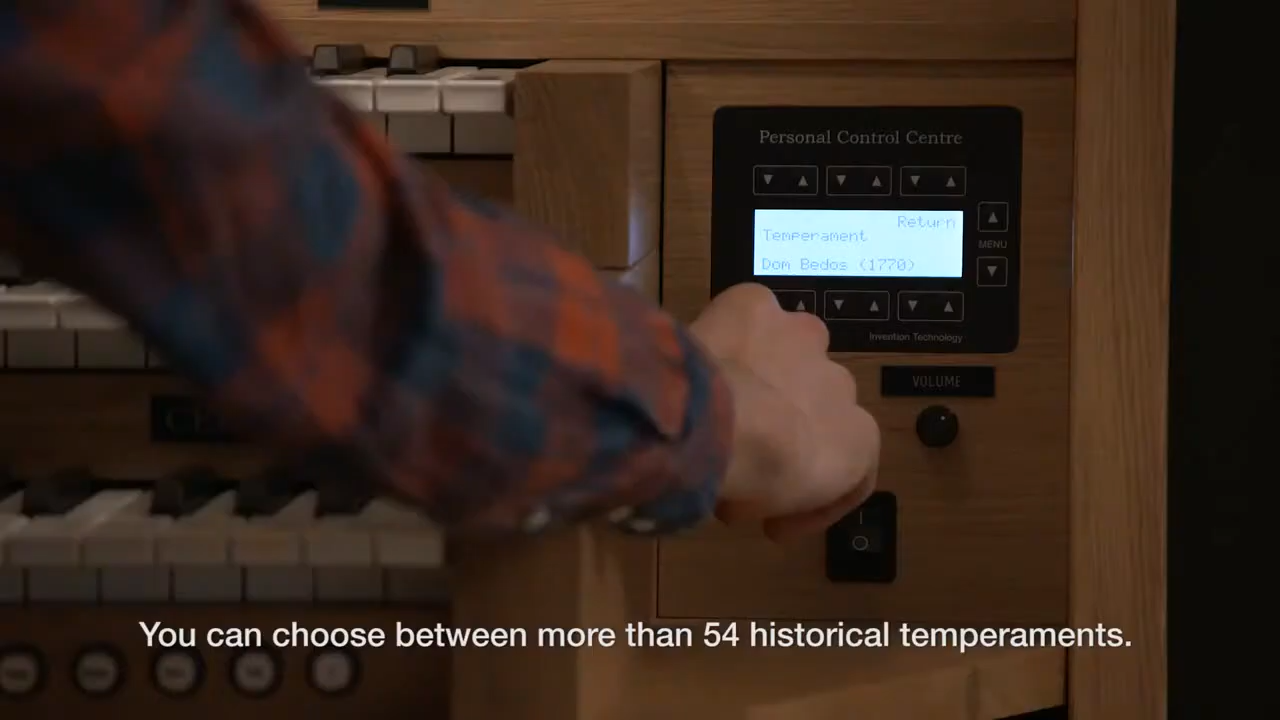 Personal Control Centre
Return
Temperament
Dom Bedos (1770)
MENU
Invention Technology
VOLUME
You can choose between more than 54 historical temperaments.